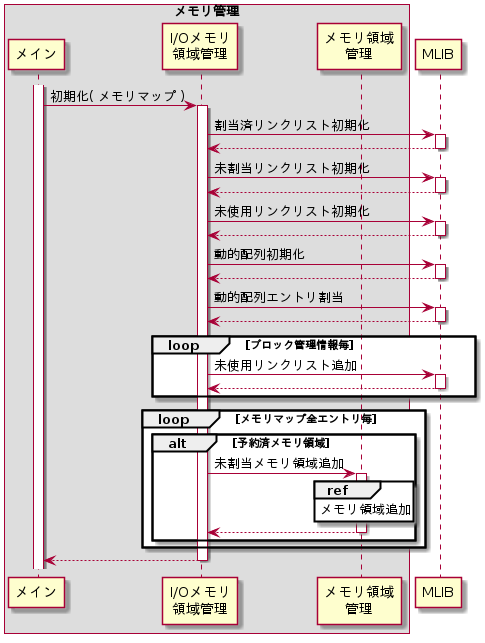 メモリ管理
メイン
I/Oメモリ
領域管理
メモリ領域
管理
MLIB
初期化( メモリマップ )
割当済リンクリスト初期化
未割当リンクリスト初期化
未使用リンクリスト初期化
動的配列初期化
動的配列エントリ割当
loop [ブロック管理情報毎]
未使用リンクリスト追加
loop [メモリマップ全エントリ毎]
alt [予約済メモリ領域]
未割当メモリ領域追加
ref
メモリ領域追加
メイン
I/Oメモリ
領域管理
メモリ領域
管理
MLIB